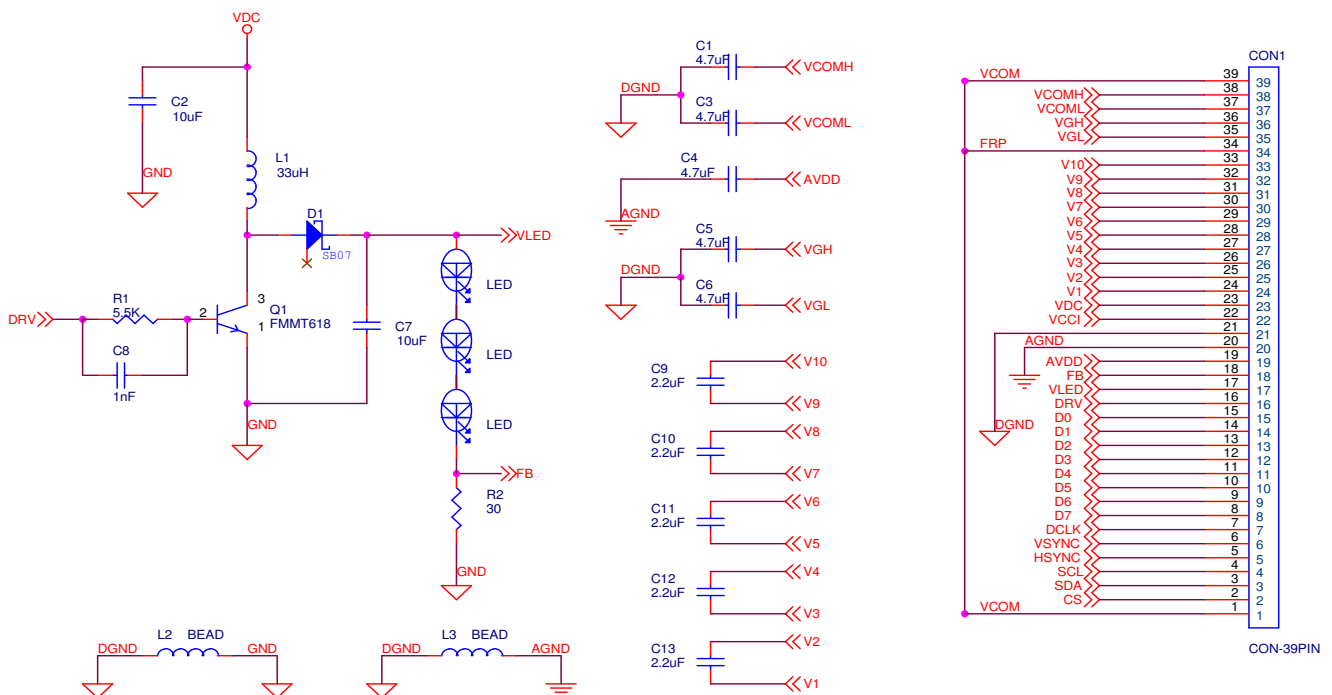 VDC
C2
10uF
GND
L1
33uH
D1
SB07
VLED
LED
LED
LED
R1
5.5K
DRV
2
3
1
Q1
FMMT618
C8
1nF
C7
10uF
GND
FB
R2
30
GND
DGND
L2 BEAD
GND
DGND
L3 BEAD
AGND
C1
4.7uF
VCOMH
DGND
C3
4.7uF
VCOML
C4
4.7uF
AVDD
AGND
C5
4.7uF
VGH
DGND
C6
4.7uF
VGL
V10
C9
2.2uF
V9
V8
C10
2.2uF
V7
V6
C11
2.2uF
V5
V4
C12
2.2uF
V3
V2
C13
2.2uF
V1
CON1
VCOM 39 39
VCOMH 38 38
VCOML 37 37
VGH 36 36
VGL 35 35
FRP 34 34
V10 33 33
V9 32 32
V8 31 31
V7 30 30
V6 29 29
V5 28 28
V4 27 27
V3 26 26
V2 25 25
V1 24 24
VDC 23 23
VCCI 22 22
21 21
AGND 20 20
AVDD 19 19
FB 18 18
VLED 17 17
DRV 16 16
D0 15 15
D1 14 14
DGND
D2 13 13
D3 12 12
D4 11 11
D5 10 10
D6 9 9
D7 8 8
DCLK 7 7
VSYNC 6 6
HSYNC 5 5
SCL 4 4
SDA 3 3
CS 2 2
VCOM 1 1
CON-39PIN